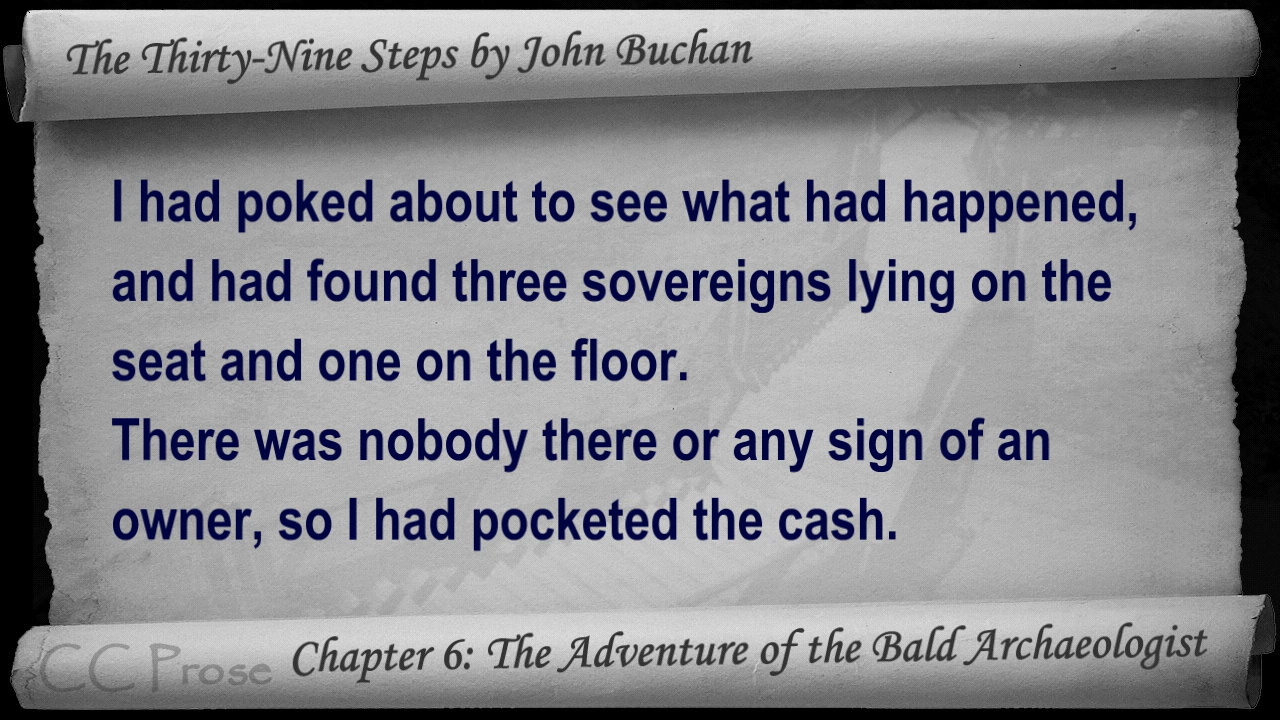 The Thirty-Nine Steps by John Buchan
I had poked about to see what had happened,
and had found three sovereigns lying on the
seat and one on the floor.
There was nobody there or any sign of an
owner, so I had pocketed the cash.
CC Prose
Chapter 6: The Adventure of the Bald Archaeologist